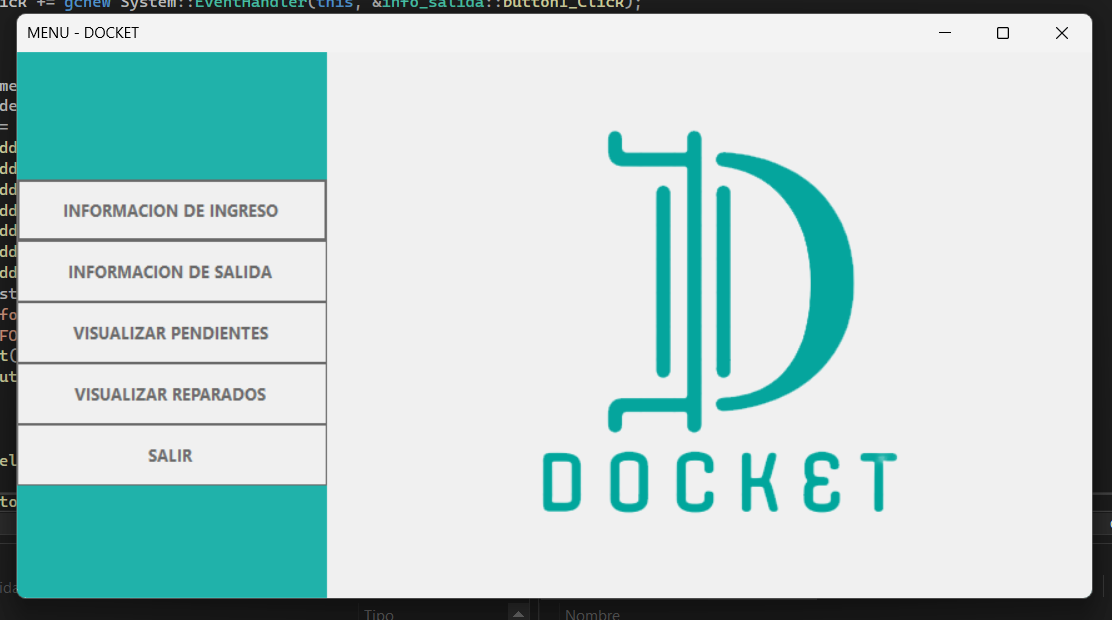 gcnew System::EventHandler(this, &info_salida::button1_Click);
MENU - DOCKET
INFORMACION DE INGRESO
INFORMACION DE SALIDA
VISUALIZAR PENDIENTES
VISUALIZAR REPARADOS
SALIR
DOCKET
Tipo
Nombre